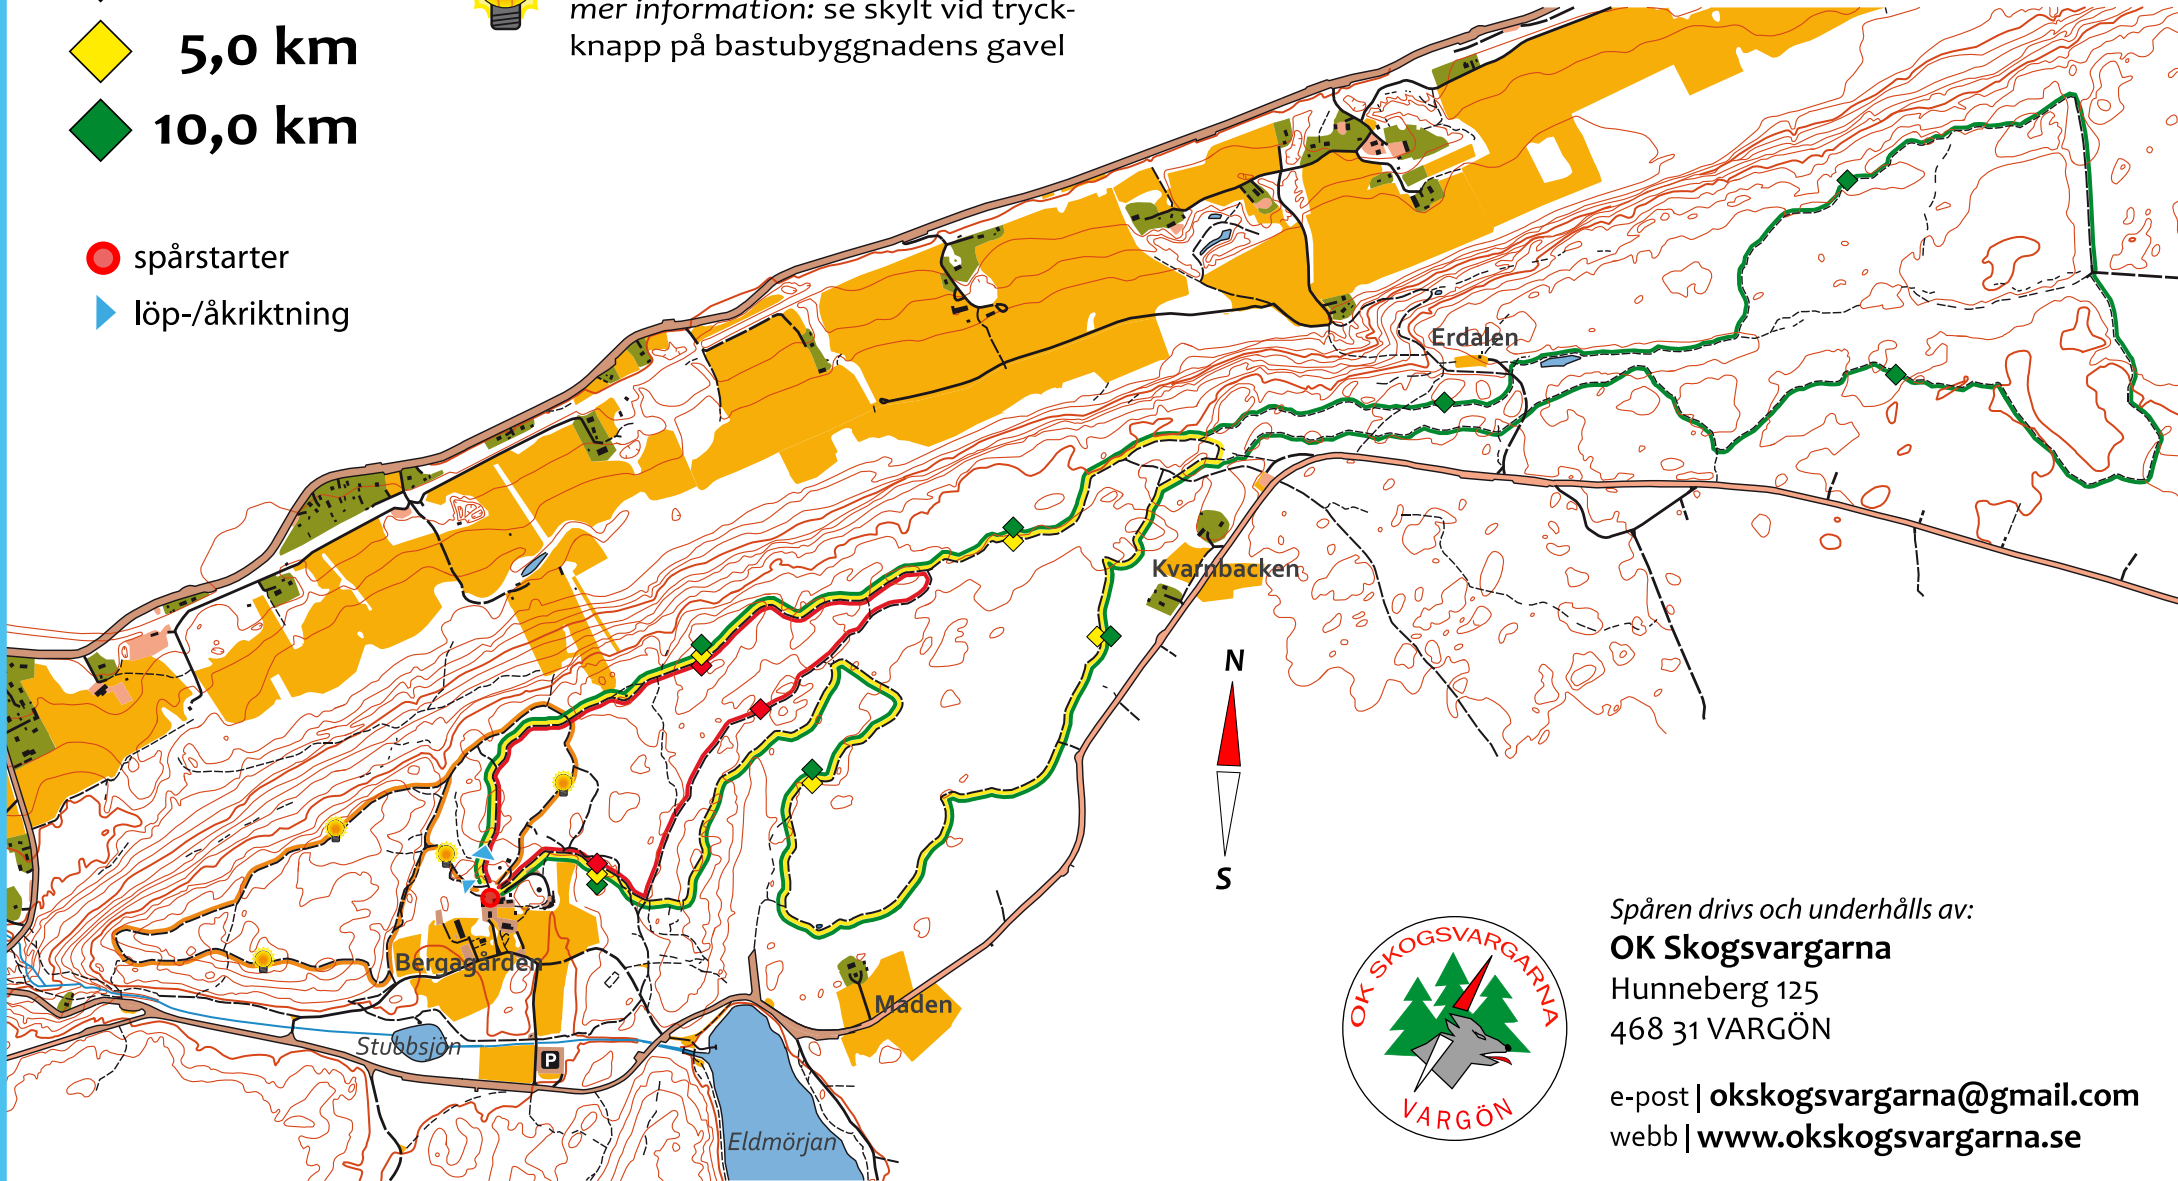 mer information: se skylt vid tryck-
knapp på bastubyggnadens gavel
5,0 km
10,0 km
spårstarter
löp-/åkriktning
Erdalen
Kvarnbacken
N
S
Bergagården
Maden
Stubbsjön
P
Eldmörjan
OK SKOGSVARGARNA
VARGÖN
Spåren drivs och underhålls av:
OK Skogsvargarna
Hunneberg 125
468 31 VARGÖN
e-post | okskogsvargarna@gmail.com
webb | www.okskogsvargarna.se